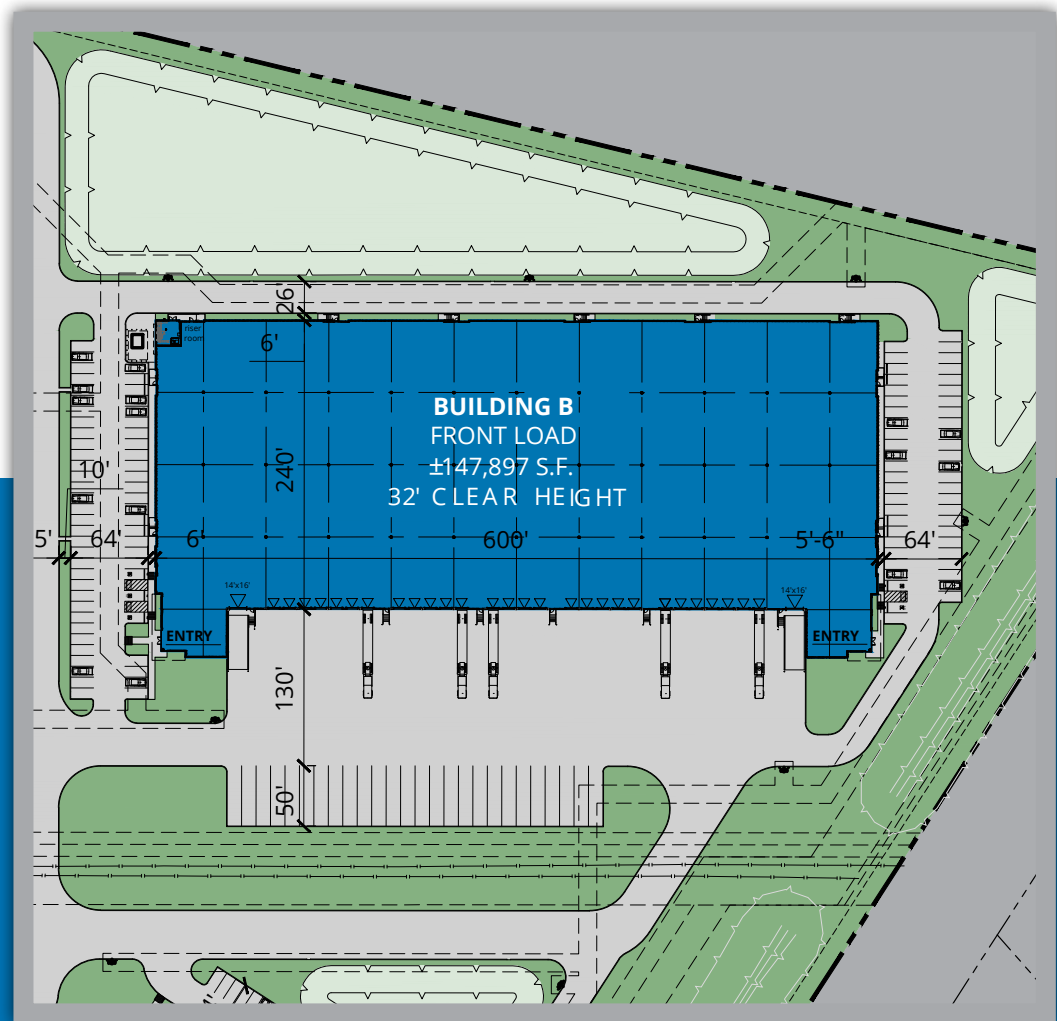 26'
riser
room
6'
BUILDING B
FRONT LOAD
±147,897 S.F.
32' CLEAR HEIGHT
10'
240'
5'
64'
6'
600'
5'-6"
64'
14'x16'
14'x16'
ENTRY
ENTRY
130'
50'